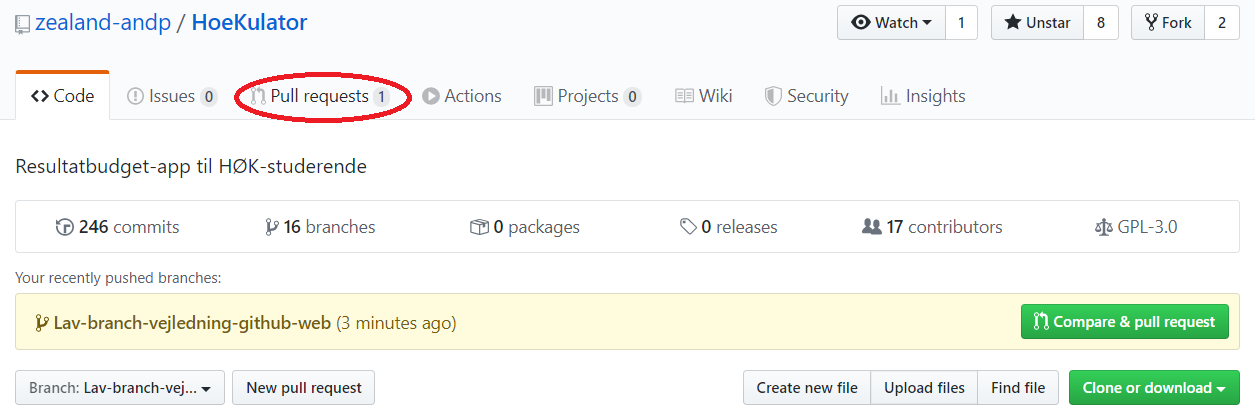 zealand-andp / HoeKulator
Watch 1 Unstar 8 Fork 2
Code Issues 0 Pull requests 1 Actions Projects 0 Wiki Security Insights
Resultatbudget-app til HØK-studerende
246 commits 16 branches 0 packages 0 releases 17 contributors GPL-3.0
Your recently pushed branches:
Lav-branch-vejledning-github-web (3 minutes ago) Compare & pull request
Branch: Lav-branch-vej... New pull request Create new file Upload files Find file Clone or download